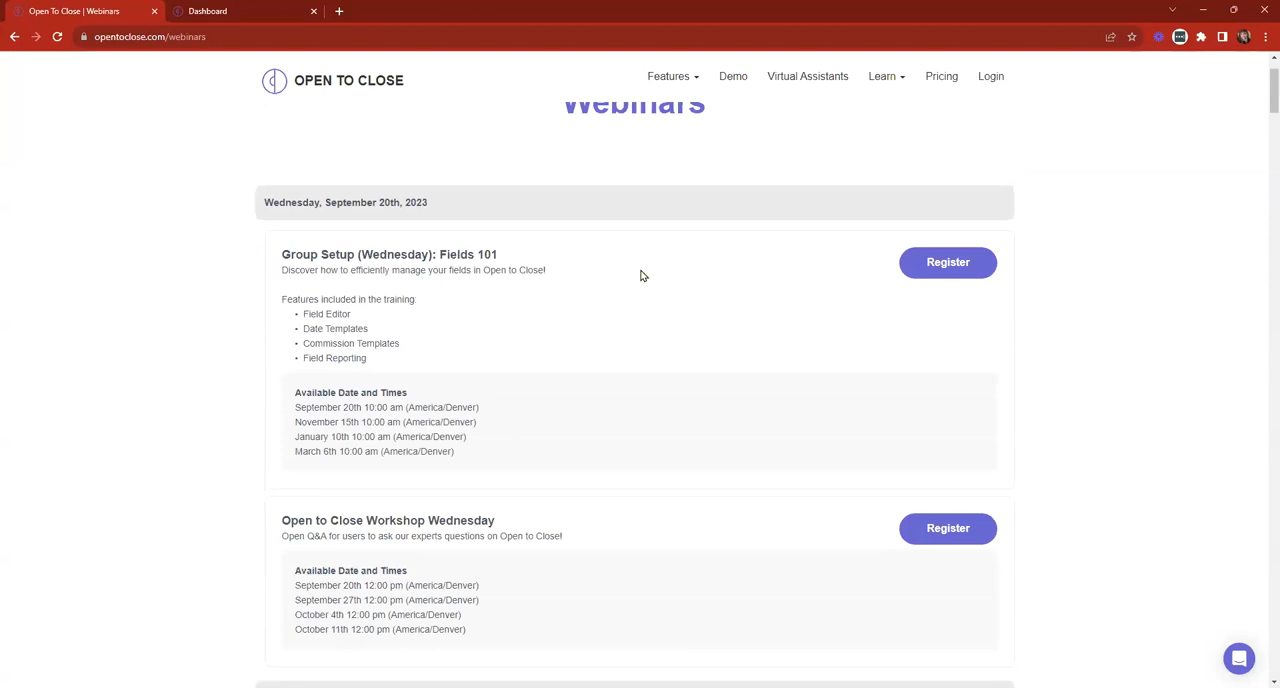 Open To Close | Webinars
Dashboard
opentoclose.com/webinars
OPEN TO CLOSE
Features
Demo
Virtual Assistants
Learn
Pricing
Login
Webinars
Wednesday, September 20th, 2023
Group Setup (Wednesday): Fields 101
Register
Discover how to efficiently manage your fields in Open to Close!
Features included in the training:
• Field Editor
• Date Templates
• Commission Templates
• Field Reporting
Available Date and Times
September 20th 10:00 am (America/Denver)
November 15th 10:00 am (America/Denver)
January 10th 10:00 am (America/Denver)
March 6th 10:00 am (America/Denver)
Open to Close Workshop Wednesday
Register
Open Q&A for users to ask our experts questions on Open to Close!
Available Date and Times
September 20th 12:00 pm (America/Denver)
September 27th 12:00 pm (America/Denver)
October 4th 12:00 pm (America/Denver)
October 11th 12:00 pm (America/Denver)